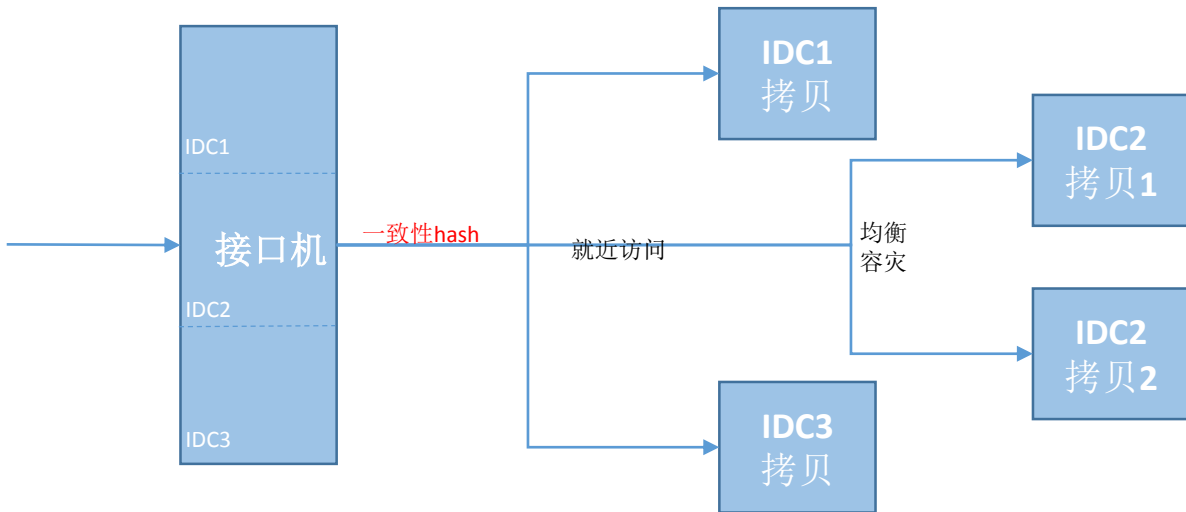 IDC1
接口机
IDC2
IDC3
一致性hash
就近访问
均衡
容灾
IDC1
拷贝
IDC2
拷贝1
IDC2
拷贝2
IDC3
拷贝